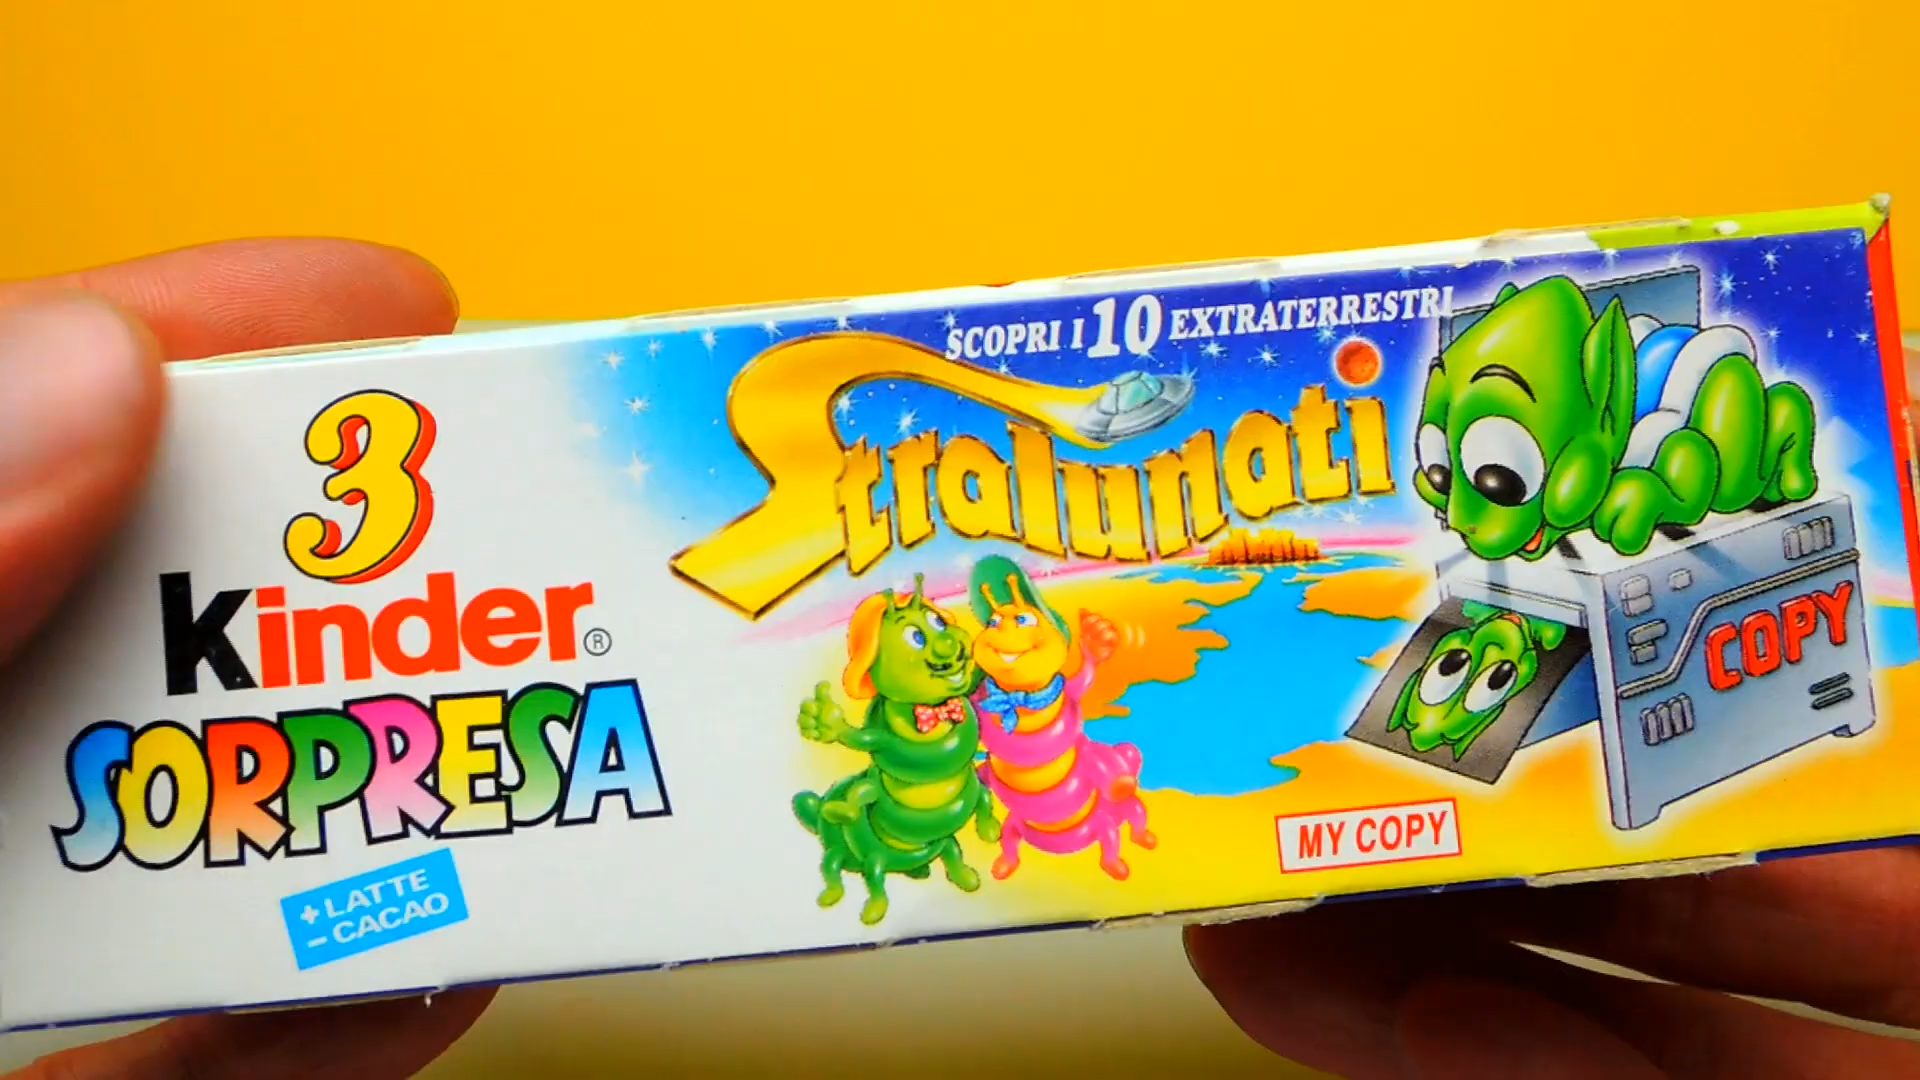 3
kinder®
SORPRESA
+ LATTE
- CACAO
SCOPRI I 10 EXTRATERRESTRI
Stralunati
COPY
MY COPY